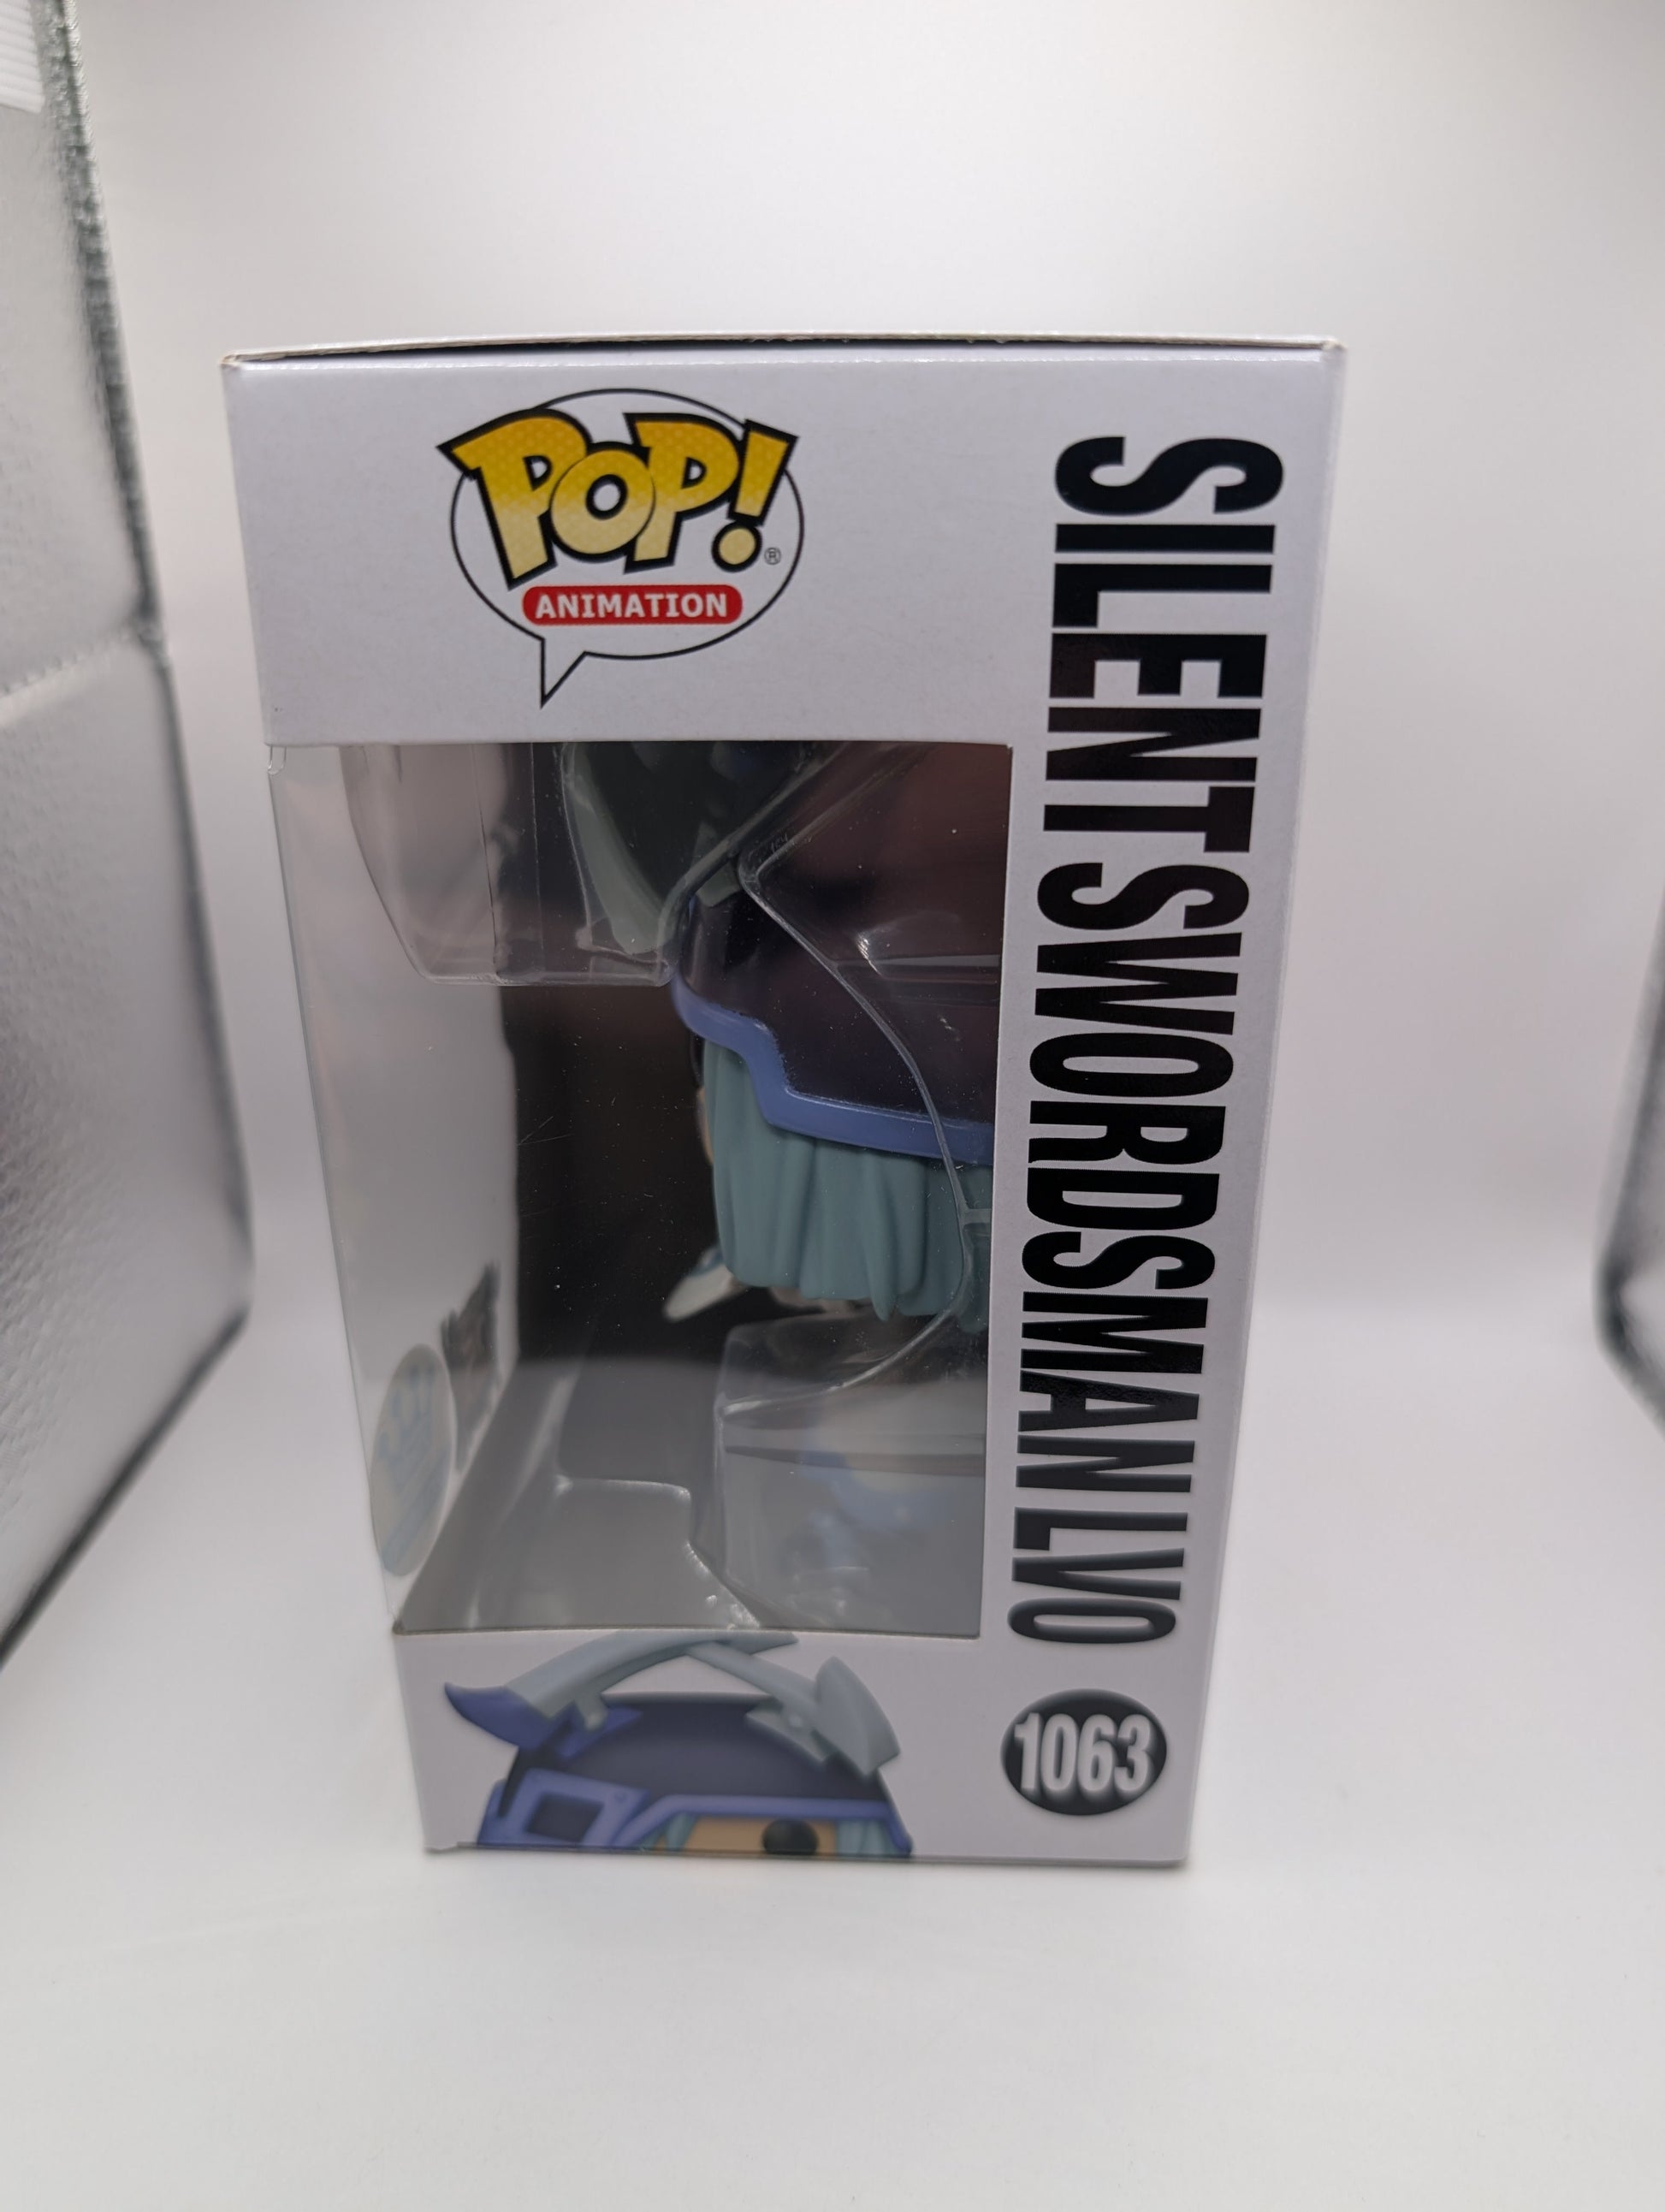 POP!®
ANIMATION
SILENT SWORDSMAN LV0
1063